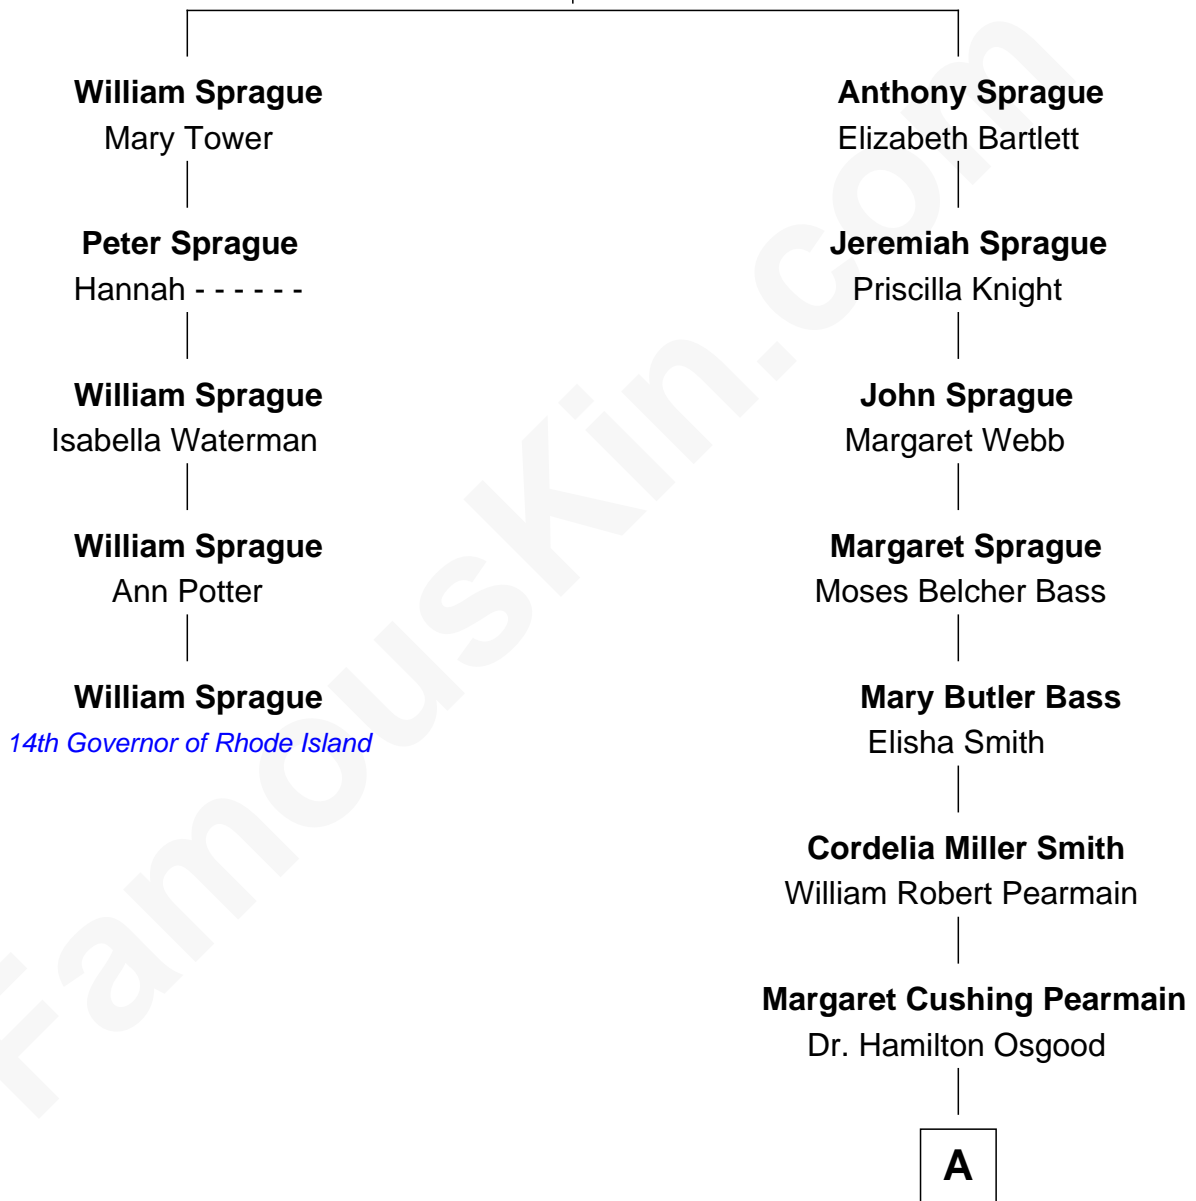 William Sprague
Mary Tower
Peter Sprague
Hannah - - - - - -
William Sprague
Isabella Waterman
William Sprague
Ann Potter
William Sprague
14th Governor of Rhode Island
Anthony Sprague
Elizabeth Bartlett
Jeremiah Sprague
Priscilla Knight
John Sprague
Margaret Webb
Margaret Sprague
Moses Belcher Bass
Mary Butler Bass
Elisha Smith
Cordelia Miller Smith
William Robert Pearmain
Margaret Cushing Pearmain
Dr. Hamilton Osgood
A
FamousKin.com